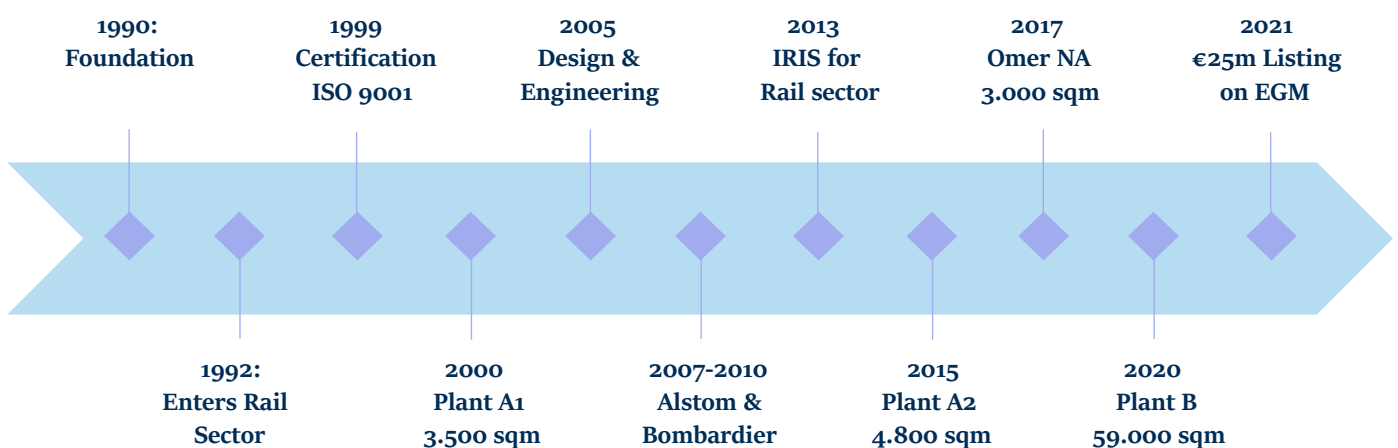 1990:
Foundation
1999
Certification
ISO 9001
2005
Design &
Engineering
2013
IRIS for
Rail sector
2017
Omer NA
3.000 sqm
2021
€25m Listing
on EGM
1992:
Enters Rail
Sector
2000
Plant A1
3.500 sqm
2007-2010
Alstom &
Bombardier
2015
Plant A2
4.800 sqm
2020
Plant B
59.000 sqm